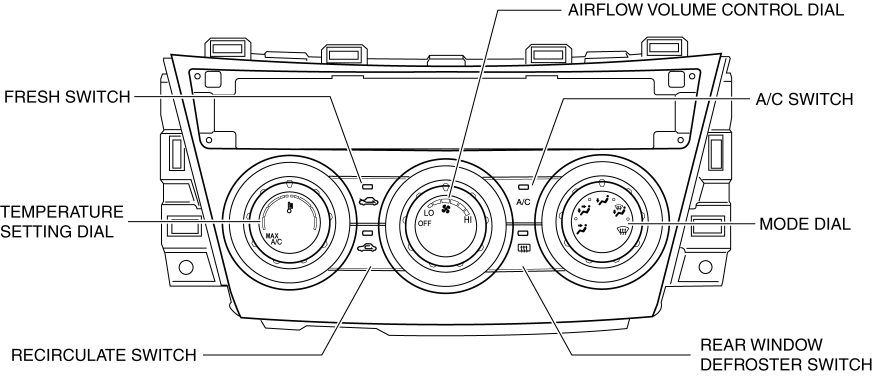 AIRFLOW VOLUME CONTROL DIAL
FRESH SWITCH
A/C SWITCH
TEMPERATURE
SETTING DIAL
MAX
A/C
LO
HI
OFF
A/C
MODE DIAL
RECIRCULATE SWITCH
REAR WINDOW
DEFROSTER SWITCH